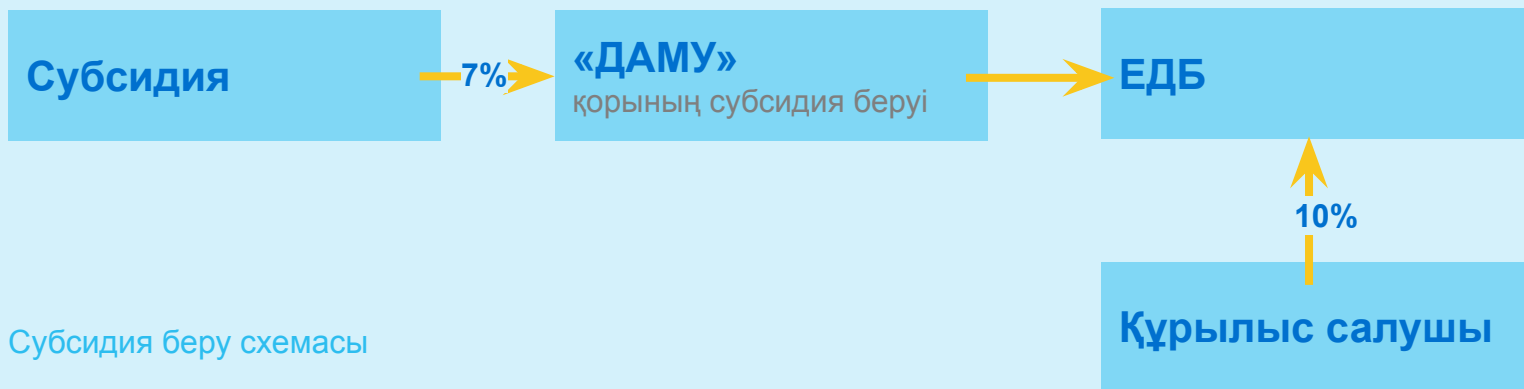 Субсидия
7%
«ДАМУ»
қорының субсидия беруі
ЕДБ
10%
Құрылыс салушы
Субсидия беру схемасы